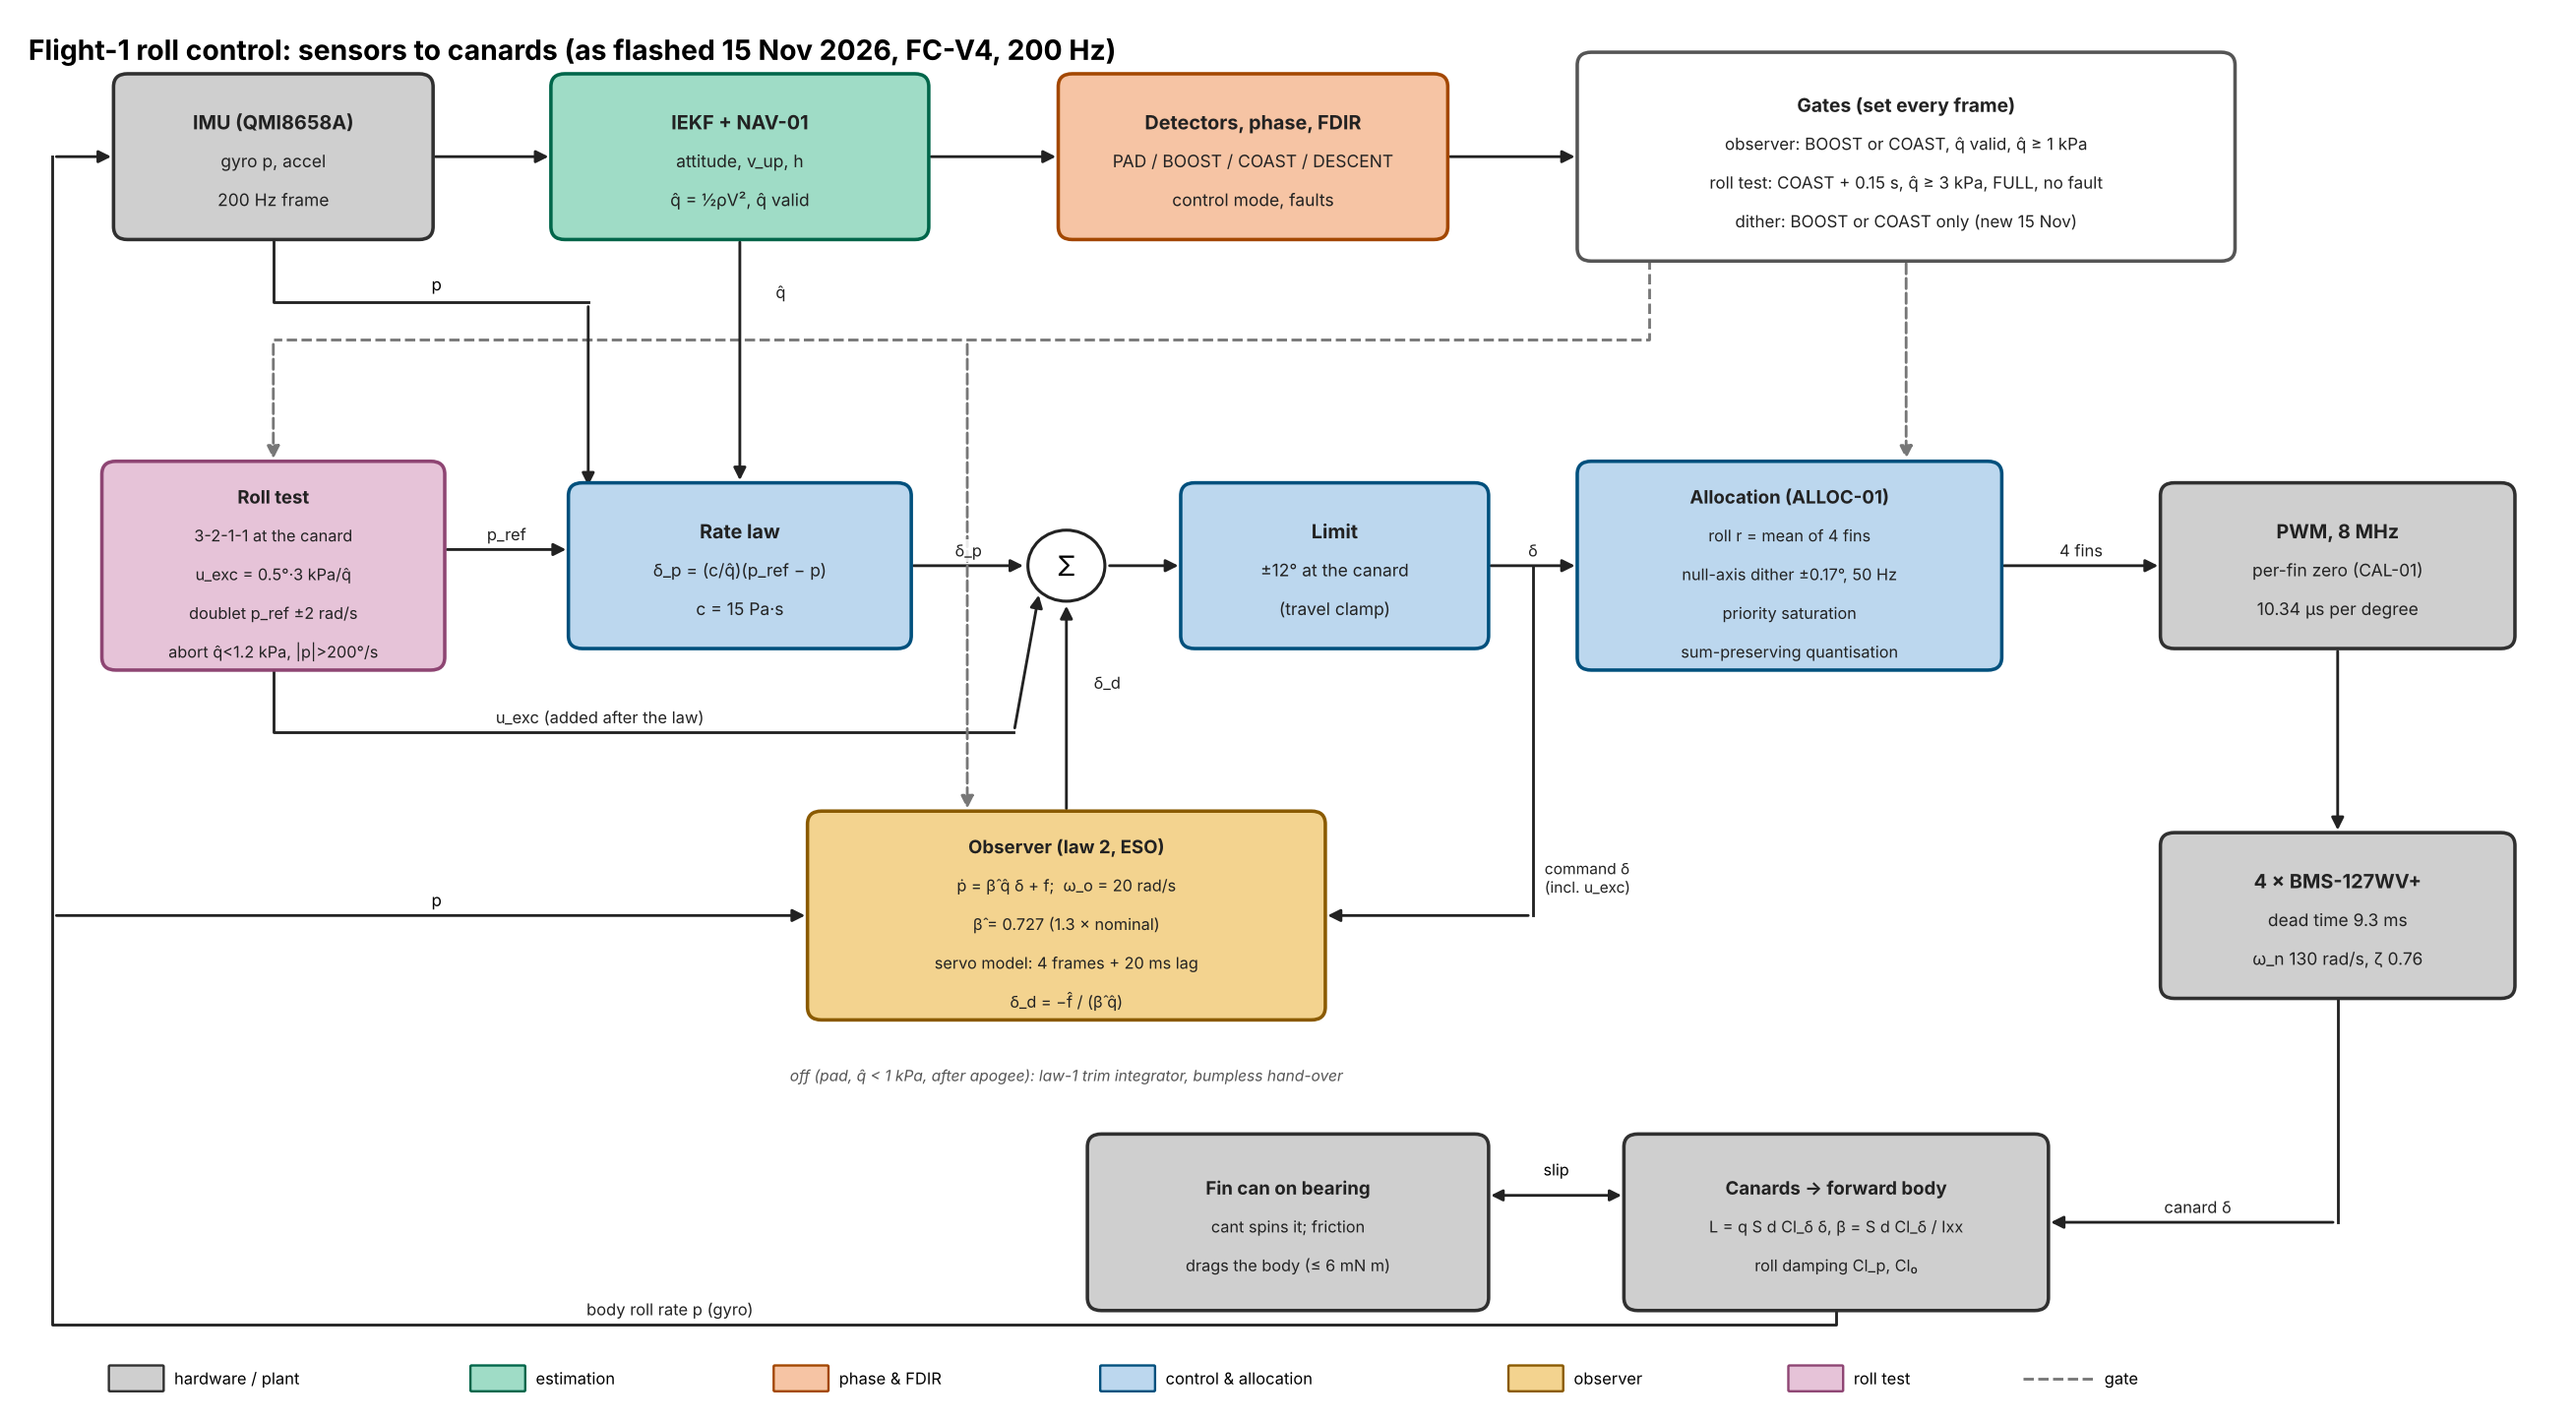 Flight-1 roll control: sensors to canards (as flashed 15 Nov 2026, FC-V4, 200 Hz)
IMU (QMI8658A)
gyro p, accel
200 Hz frame
IEKF + NAV-01
attitude, v_up, h
q̂ = ½ρV², q̂ valid
Detectors, phase, FDIR
PAD / BOOST / COAST / DESCENT
control mode, faults
Gates (set every frame)
observer: BOOST or COAST, q̂ valid, q̂ ≥ 1 kPa
roll test: COAST + 0.15 s, q̂ ≥ 3 kPa, FULL, no fault
dither: BOOST or COAST only (new 15 Nov)
p
q̂
Roll test
3-2-1-1 at the canard
u_exc = 0.5°·3 kPa/q̂
doublet p_ref ±2 rad/s
abort q̂<1.2 kPa, |p|>200°/s
p_ref
Rate law
δ_p = (c/q̂)(p_ref − p)
c = 15 Pa·s
δ_p
Σ
Limit
±12° at the canard
(travel clamp)
δ
Allocation (ALLOC-01)
roll r = mean of 4 fins
null-axis dither ±0.17°, 50 Hz
priority saturation
sum-preserving quantisation
4 fins
PWM, 8 MHz
per-fin zero (CAL-01)
10.34 µs per degree
u_exc (added after the law)
δ_d
Observer (law 2, ESO)
ṗ = β̂q̂ δ + f; ω_o = 20 rad/s
β̂ = 0.727 (1.3 × nominal)
servo model: 4 frames + 20 ms lag
δ_d = −f̂ / (β̂q̂)
p
command δ
(incl. u_exc)
4 × BMS-127WV+
dead time 9.3 ms
ω_n 130 rad/s, ζ 0.76
off (pad, q̂ < 1 kPa, after apogee): law-1 trim integrator, bumpless hand-over
Fin can on bearing
cant spins it; friction
drags the body (≤ 6 mN m)
slip
Canards → forward body
L = q S d Cl_δ δ, β = S d Cl_δ / Ixx
roll damping Cl_p, Cl₀
canard δ
body roll rate p (gyro)
hardware / plant
estimation
phase & FDIR
control & allocation
observer
roll test
gate